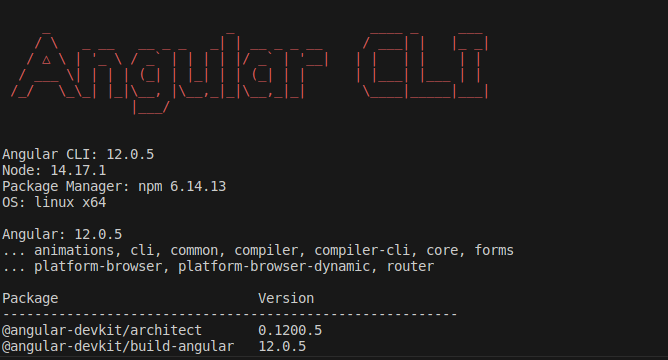 Angular CLI
Angular CLI: 12.0.5
Node: 14.17.1
Package Manager: npm 6.14.13
OS: linux x64
Angular: 12.0.5
... animations, cli, common, compiler, compiler-cli, core, forms
... platform-browser, platform-browser-dynamic, router
Package                         Version
---------------------------------------------------------
@angular-devkit/architect       0.1200.5
@angular-devkit/build-angular   12.0.5